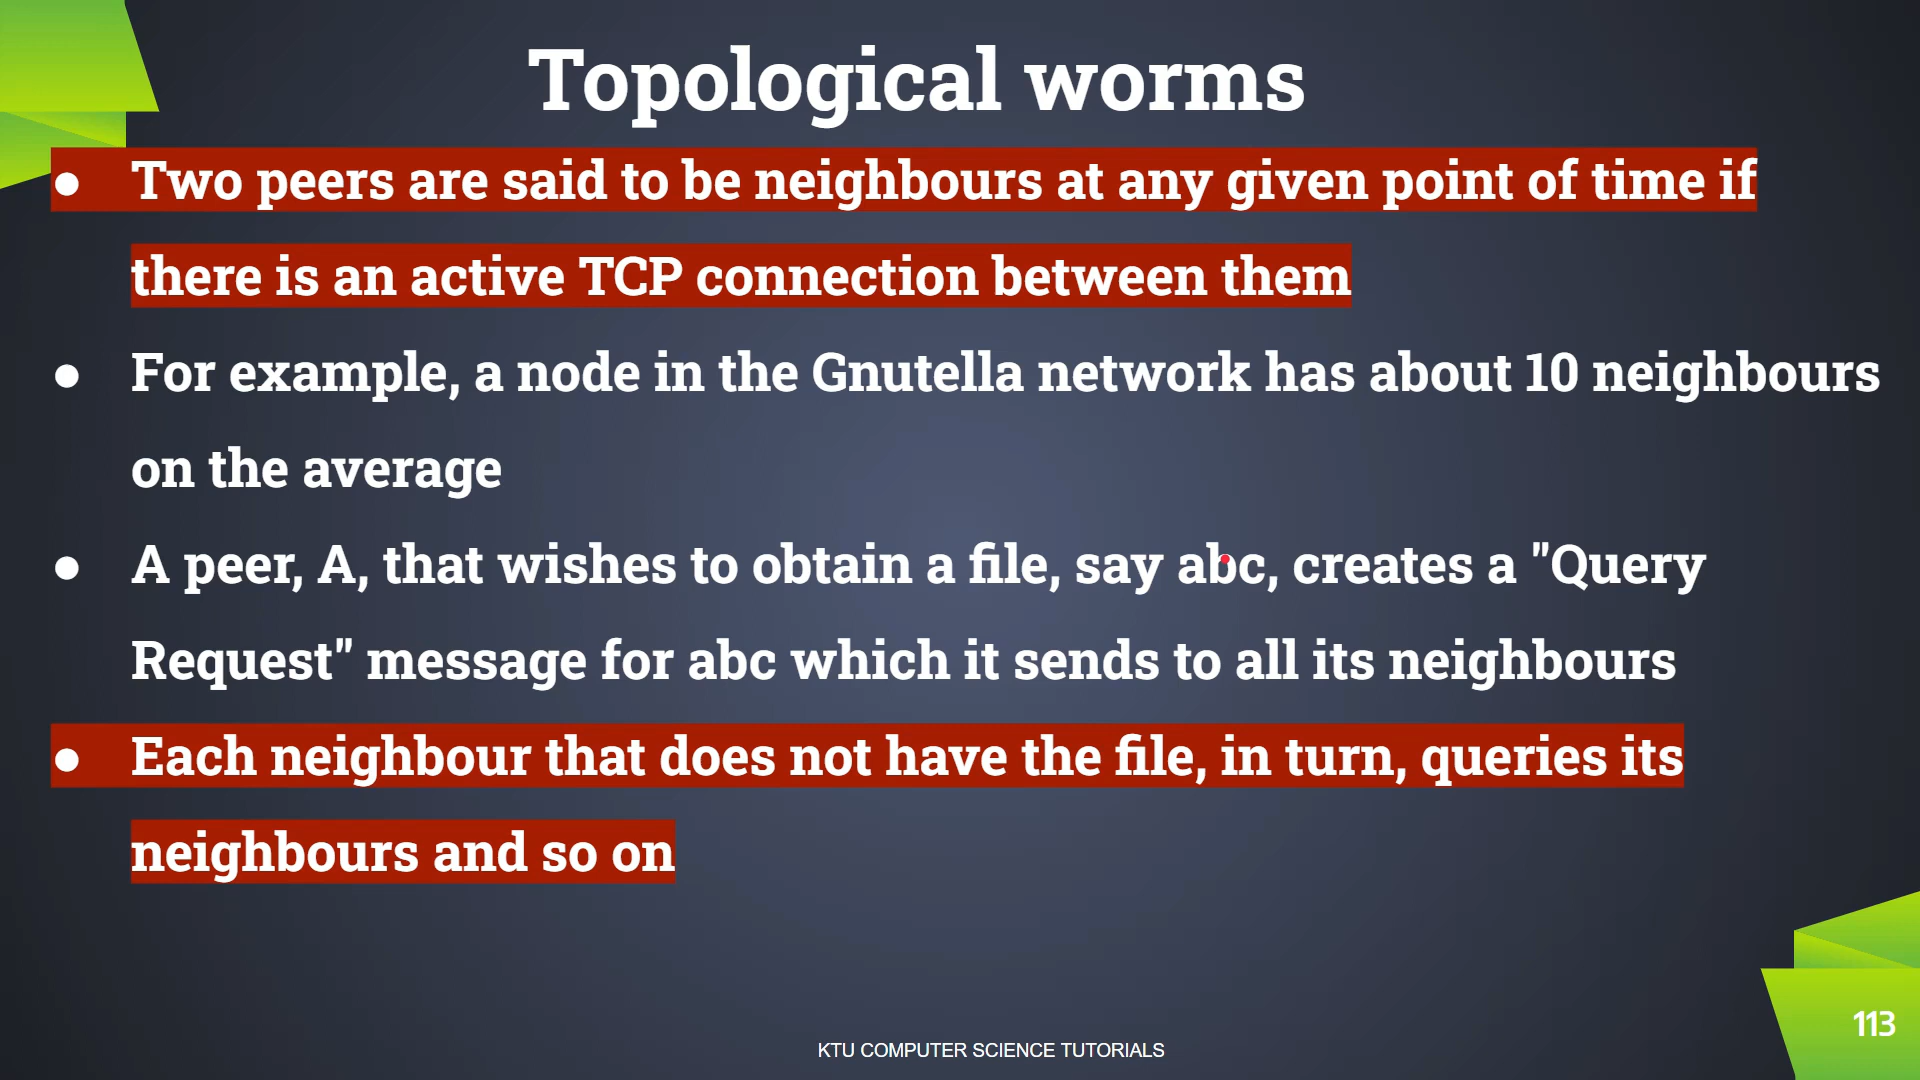 Topological worms
● Two peers are said to be neighbours at any given point of time if
there is an active TCP connection between them
● For example, a node in the Gnutella network has about 10 neighbours
on the average
● A peer, A, that wishes to obtain a file, say abc, creates a "Query
Request" message for abc which it sends to all its neighbours
● Each neighbour that does not have the file, in turn, queries its
neighbours and so on
KTU COMPUTER SCIENCE TUTORIALS
113